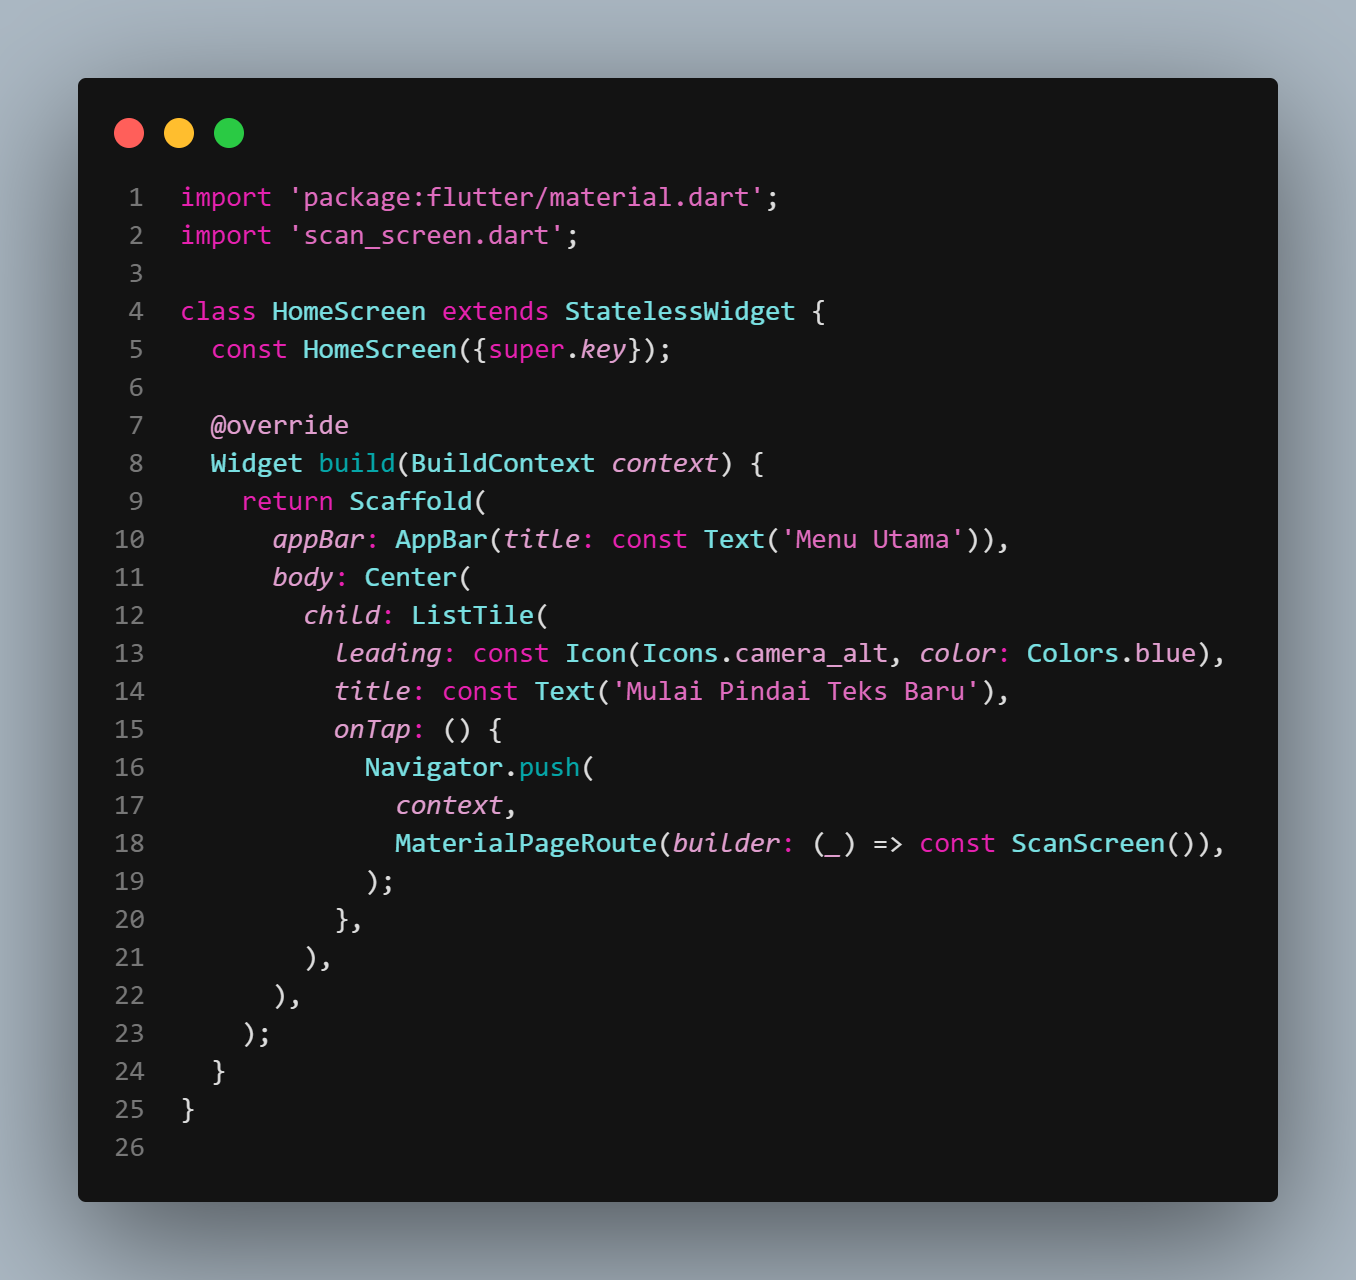 1 import 'package:flutter/material.dart';
2 import 'scan_screen.dart';
3
4 class HomeScreen extends StatelessWidget {
5   const HomeScreen({super.key});
6
7   @override
8   Widget build(BuildContext context) {
9     return Scaffold(
10       appBar: AppBar(title: const Text('Menu Utama')),
11       body: Center(
12         child: ListTile(
13           leading: const Icon(Icons.camera_alt, color: Colors.blue),
14           title: const Text('Mulai Pindai Teks Baru'),
15           onTap: () {
16             Navigator.push(
17               context,
18               MaterialPageRoute(builder: (_) => const ScanScreen()),
19             );
20           },
21         ),
22       ),
23     );
24   }
25 }
26